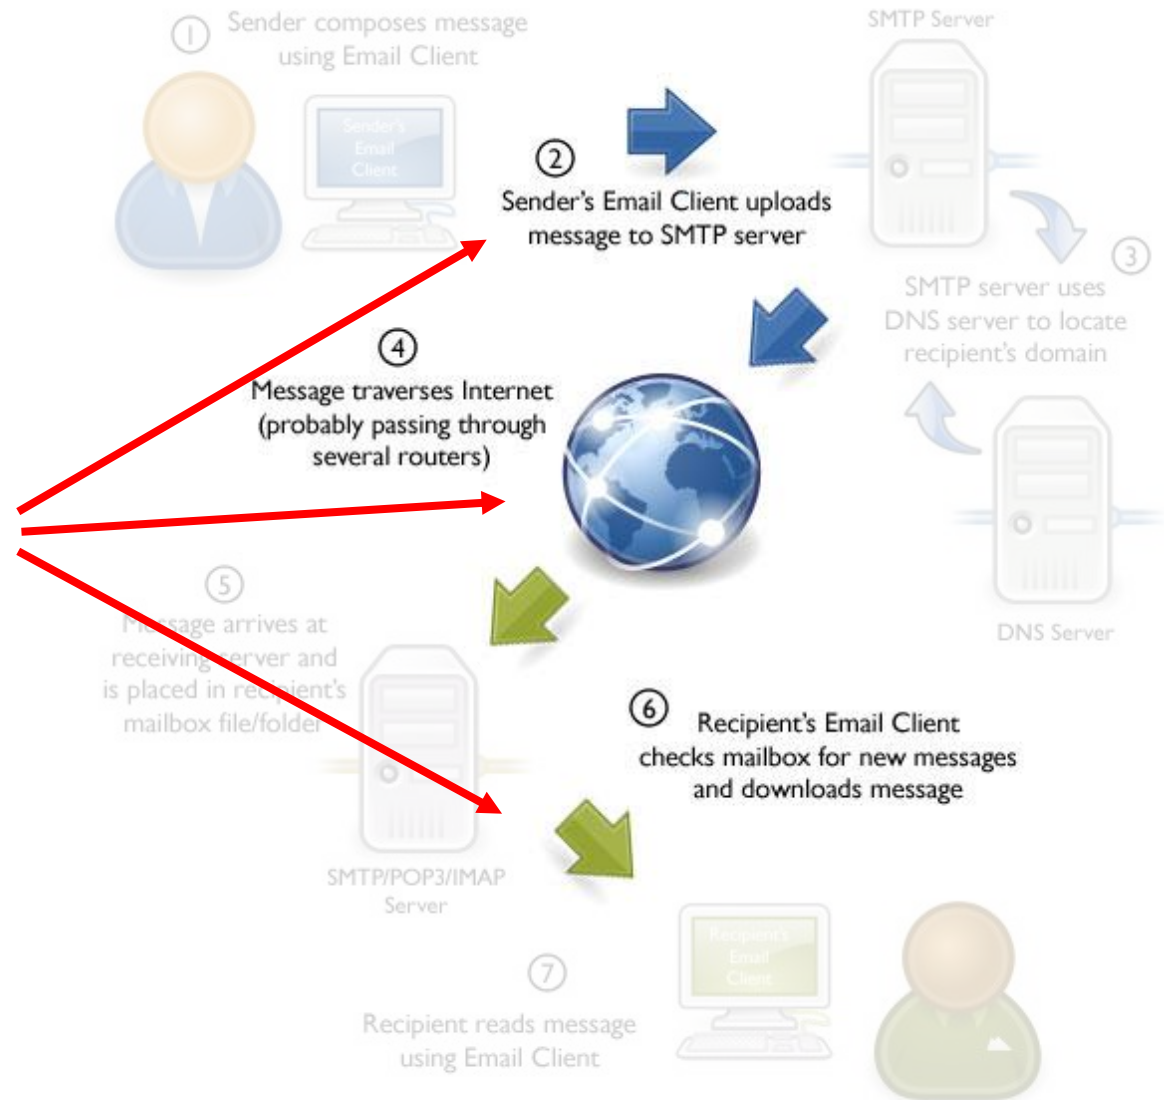 ①
Sender composes message
using Email Client
Sender's
Email
Client
SMTP Server
②
Sender's Email Client uploads
message to SMTP server
③
SMTP server uses
DNS server to locate
recipient's domain
DNS Server
④
Message traverses Internet
(probably passing through
several routers)
⑤
Message arrives at
receiving server and
is placed in recipient's
mailbox file/folder
SMTP/POP3/IMAP
Server
⑥
Recipient's Email Client
checks mailbox for new messages
and downloads message
Recipient's
Email
Client
⑦
Recipient reads message
using Email Client